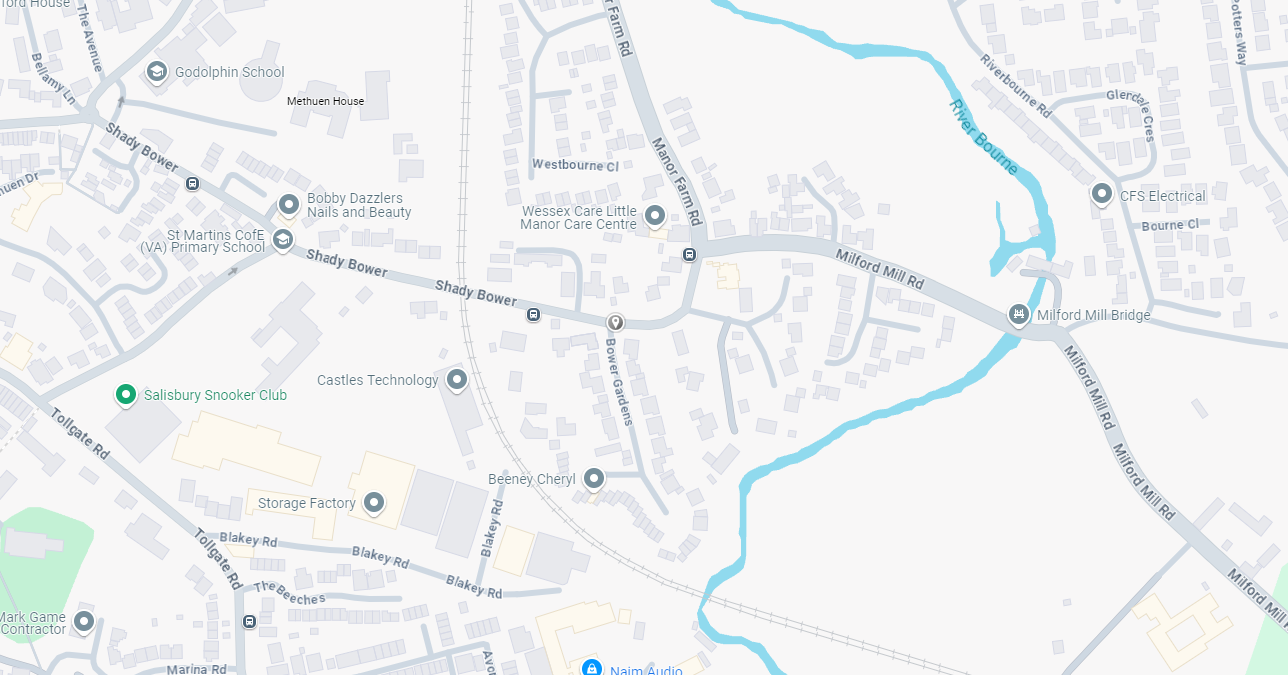 ford House
The Avenue
Bellamy Ln
Godolphin School
Methuen House
Farm Rd
Riverbourne Rd
Potters Way
Glendale Cres
River Bourne
Shady Bower
Westbourne Cl
Manor Farm Rd
Bobby Dazzlers
Nails and Beauty
Wessex Care Little
Manor Care Centre
CFS Electrical
Bourne Cl
St Martins CofE
(VA) Primary School
Shady Bower
Shady Bower
Milford Mill Rd
Milford Mill Bridge
Bower Gardens
Castles Technology
Salisbury Snooker Club
Milford Mill Rd
Tollgate Rd
Milford Mill Rd
Beeney Cheryl
Storage Factory
Blakey Rd
Tollgate Rd
Blakey Rd
Blakey Rd
Blakey Rd
The Beeches
Milford Mill R
Mark Game
Contractor
Marina Rd
Naim Audio